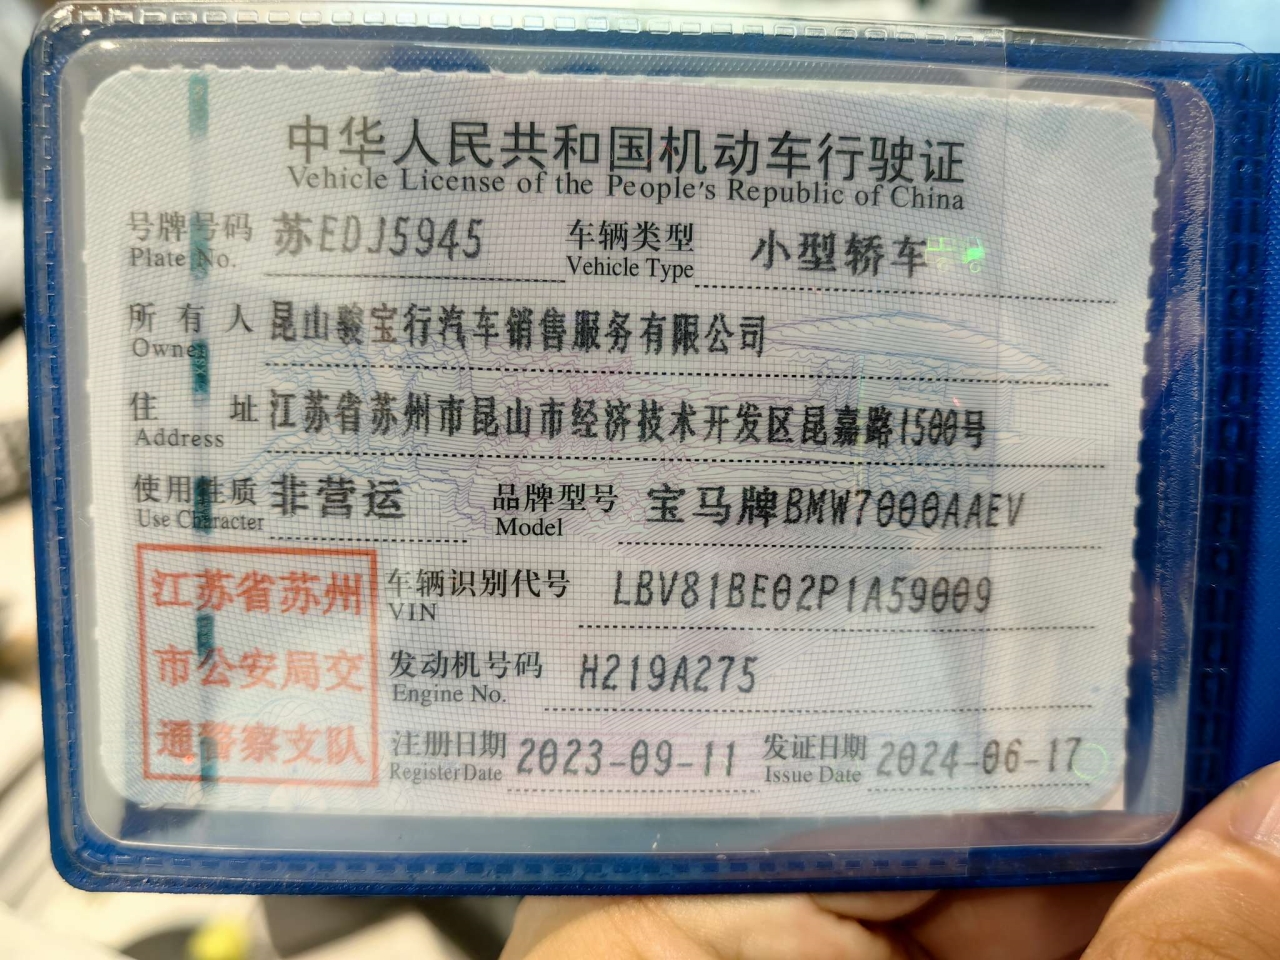 中华人民共和国机动车行驶证
Vehicle License of the People's Republic of China
号牌号码 苏EDJ5945 车辆类型 小型轿车
Plate No. Vehicle Type
所有人 昆山骏宝行汽车销售服务有限公司
Owner
住址 江苏省苏州市昆山市经济技术开发区昆嘉路1500号
Address
使用性质 非营运 品牌型号 宝马牌BMW7000AAEV
Use Character Model
江苏省苏州
市公安局交
通警察支队
车辆识别代号 LBV81BE02P1A59009
VIN
发动机号码 H219A275
Engine No.
注册日期 2023-09-11 发证日期 2024-06-17
Register Date Issue Date